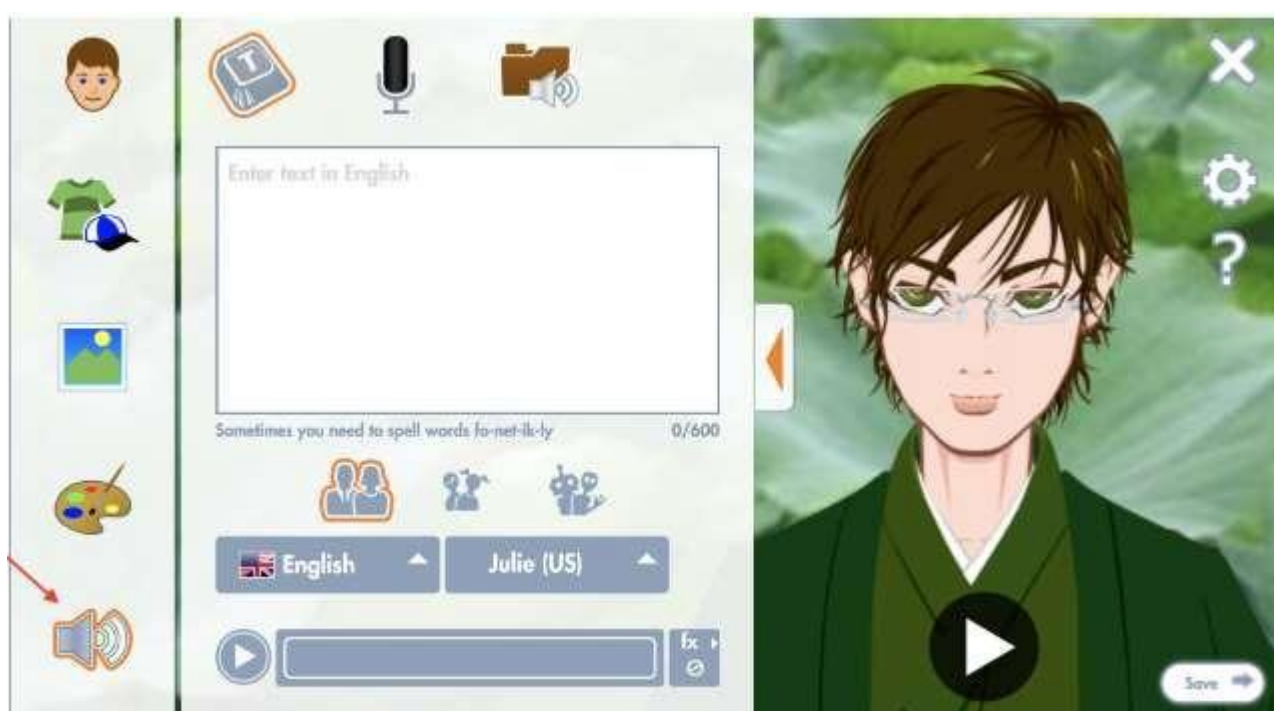 T
Enter text in English
Sometimes you need to spell words fo-net-ik-ly
0/600
English
Julie (US)
fx
?
Save